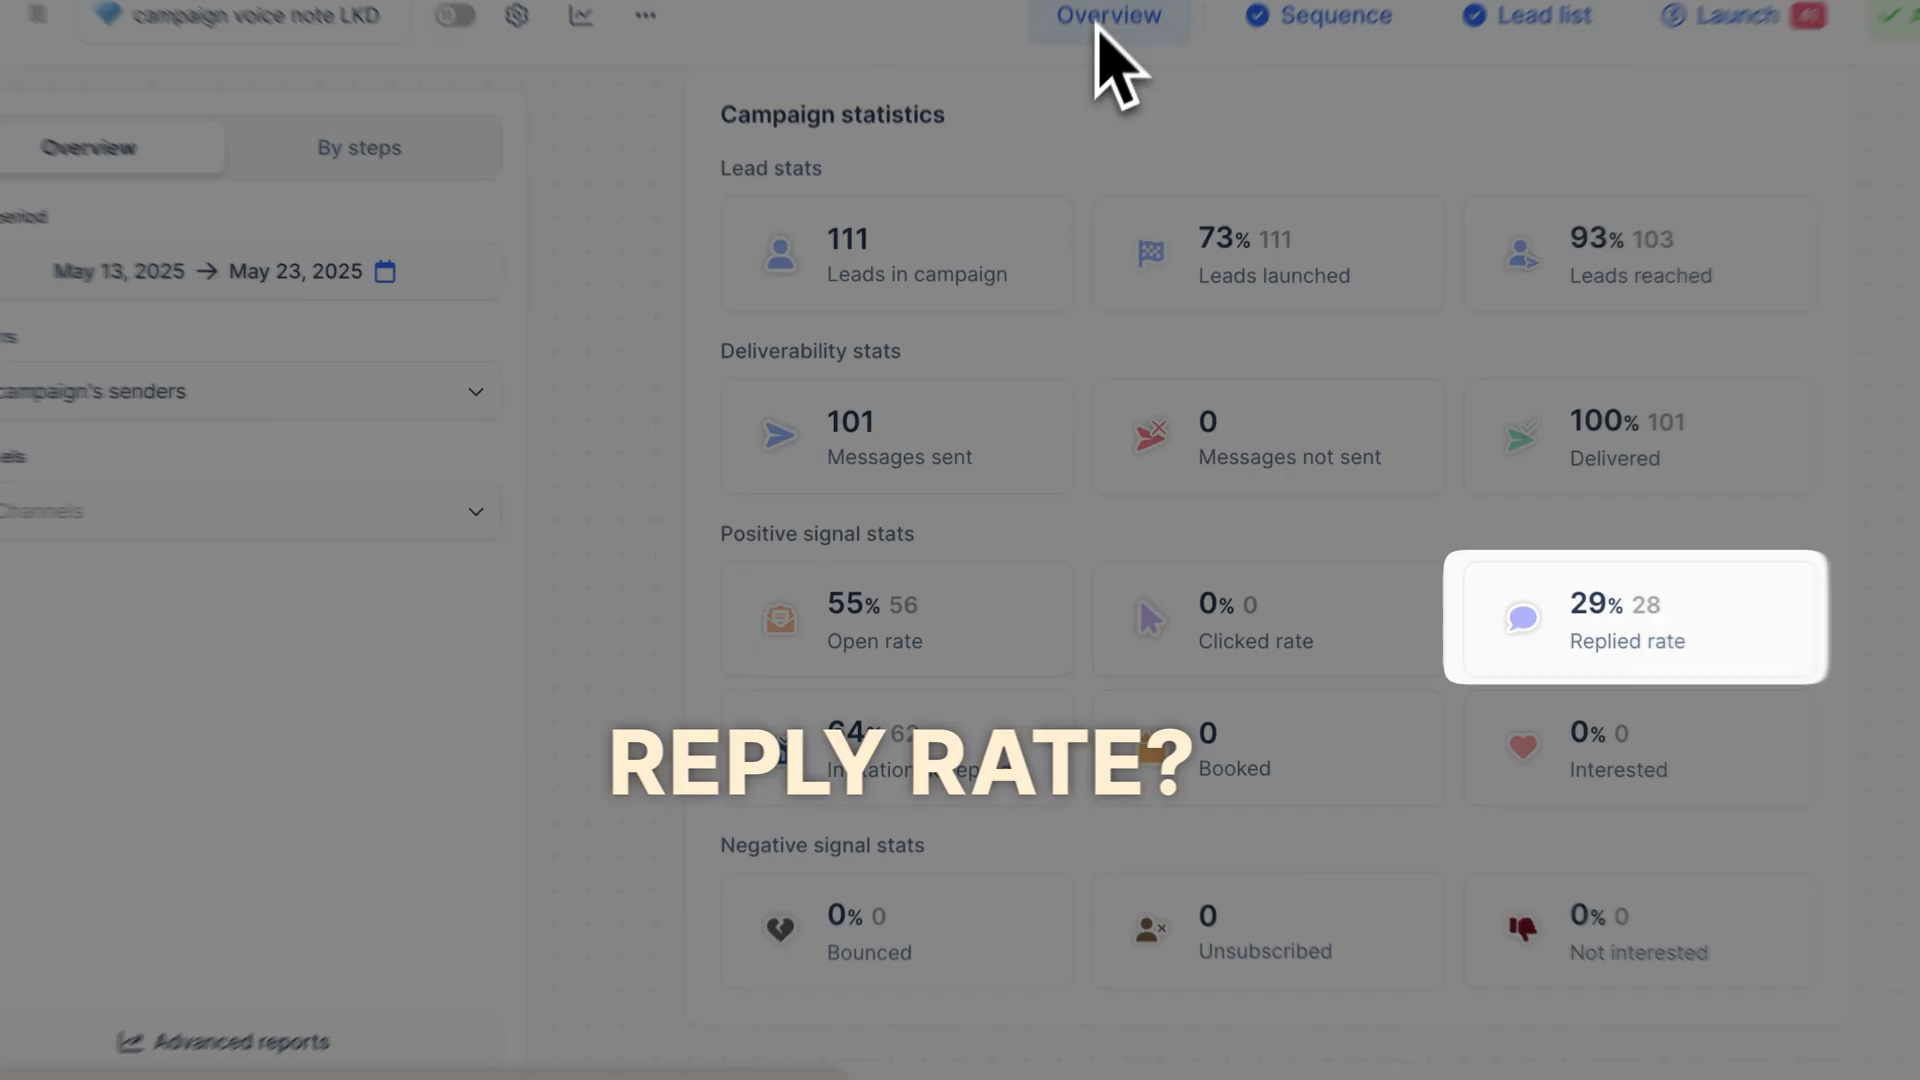 campaign voice note LKD
Overview
Sequence
Lead list
Launch
Overview
By steps
period
May 13, 2025 → May 23, 2025
campaign's senders
Channels
Advanced reports
Campaign statistics
Lead stats
111
Leads in campaign
73% 111
Leads launched
93% 103
Leads reached
Deliverability stats
101
Messages sent
0
Messages not sent
100% 101
Delivered
Positive signal stats
55% 56
Open rate
0% 0
Clicked rate
29% 28
Replied rate
64% 62
0
Booked
0% 0
Interested
REPLY RATE?
Negative signal stats
0% 0
Bounced
0
Unsubscribed
0% 0
Not interested